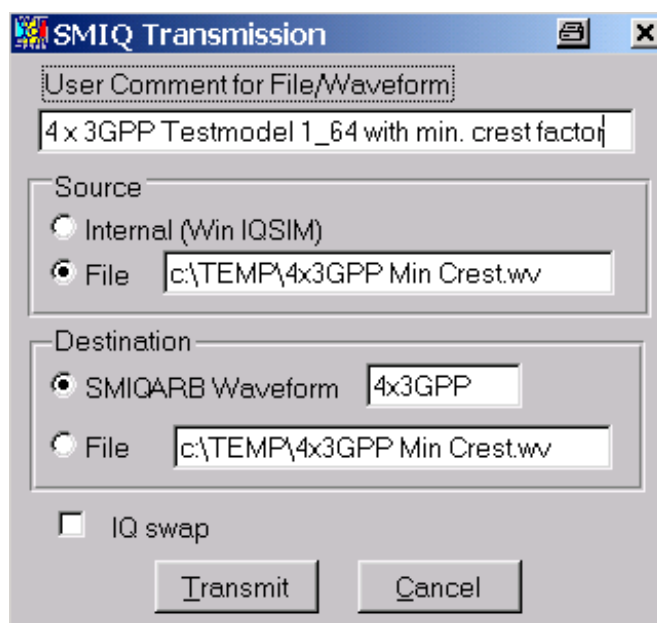 SMIQ Transmission
User Comment for File/Waveform
4 x 3GPP Testmodel 1_64 with min. crest factor
Source
Internal (Win IQSIM)
File c:\TEMP\4x3GPP Min Crest.wv
Destination
SMIQARB Waveform 4x3GPP
File c:\TEMP\4x3GPP Min Crest.wv
IQ swap
Transmit Cancel